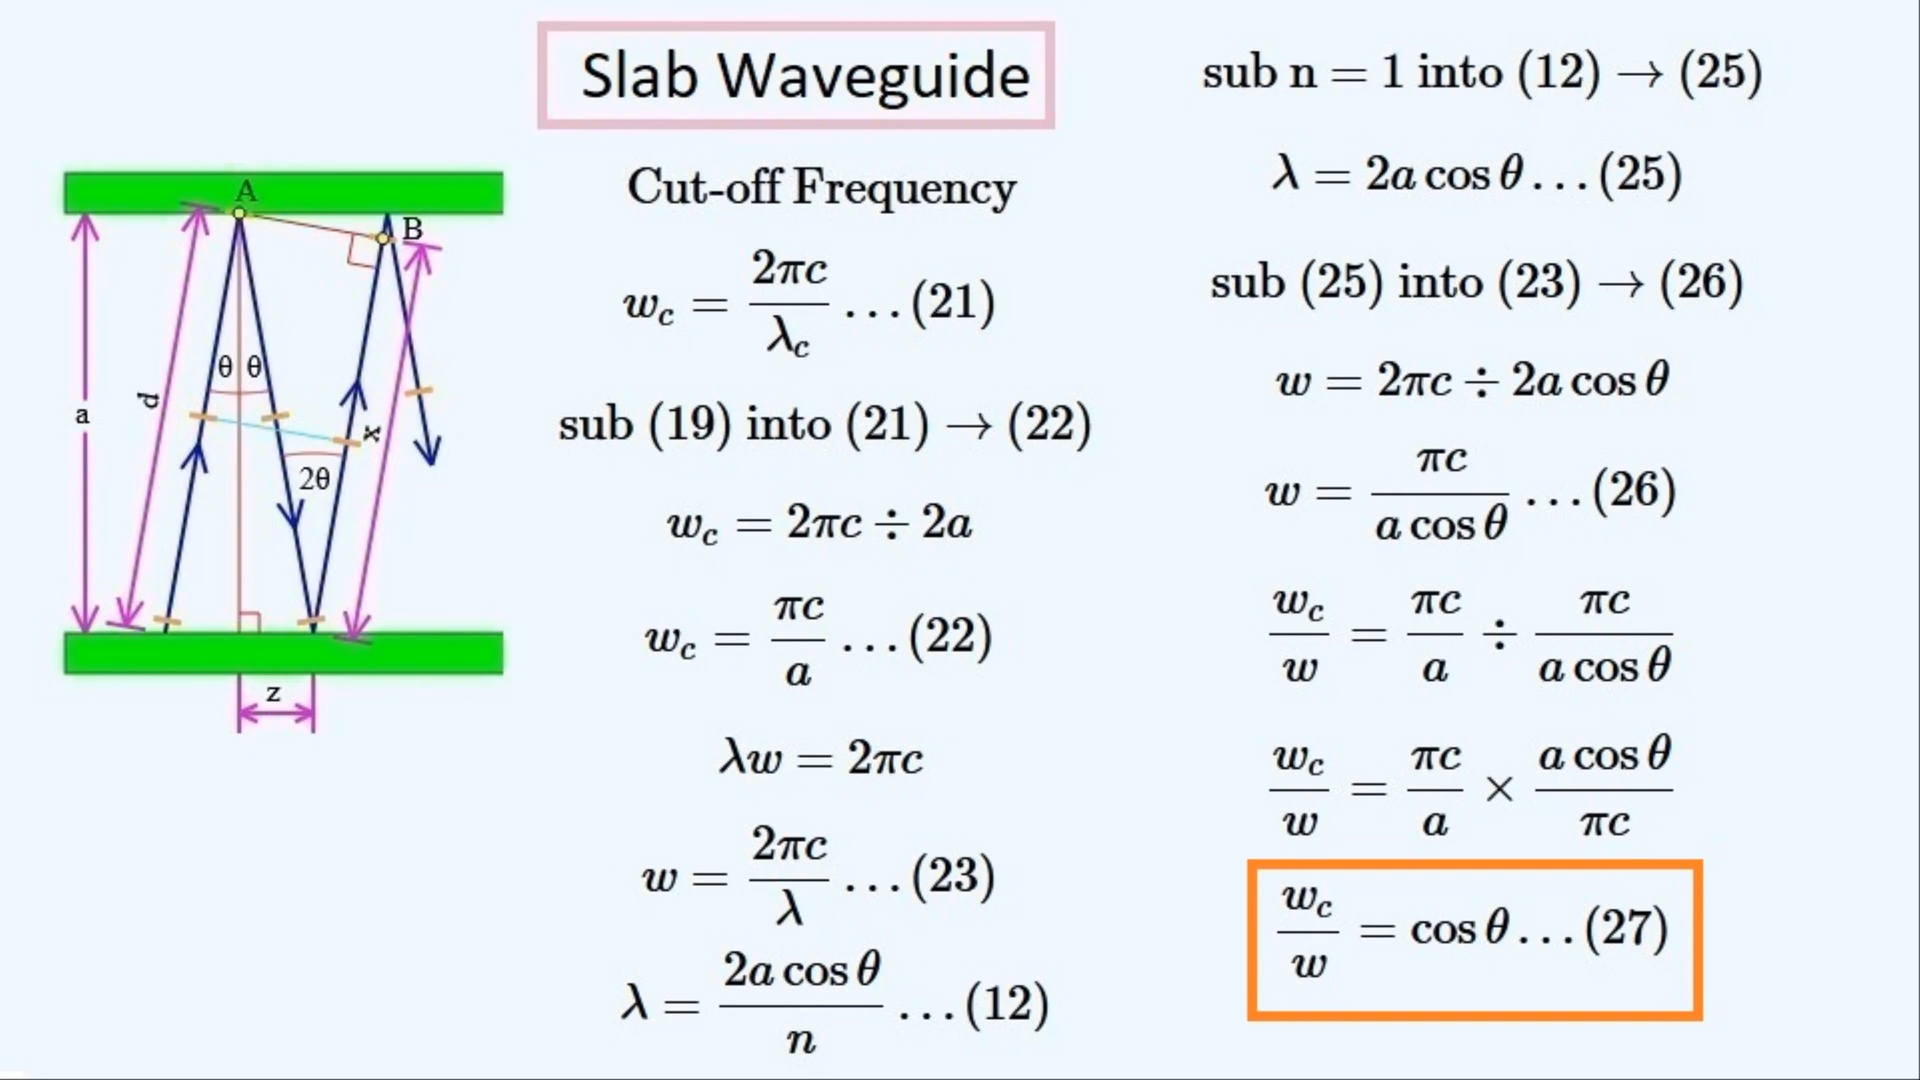 Slab Waveguide
A
B
θ θ
a
d
x
2θ
z
Cut-off Frequency
w_c = 2πc / λ_c ...(21)
sub (19) into (21) → (22)
w_c = 2πc ÷ 2a
w_c = πc / a ...(22)
λw = 2πc
w = 2πc / λ ...(23)
λ = 2a cos θ / n ...(12)
sub n = 1 into (12) → (25)
λ = 2a cos θ ...(25)
sub (25) into (23) → (26)
w = 2πc ÷ 2a cos θ
w = πc / a cos θ ...(26)
w_c / w = πc / a ÷ πc / a cos θ
w_c / w = πc / a × a cos θ / πc
w_c / w = cos θ ...(27)